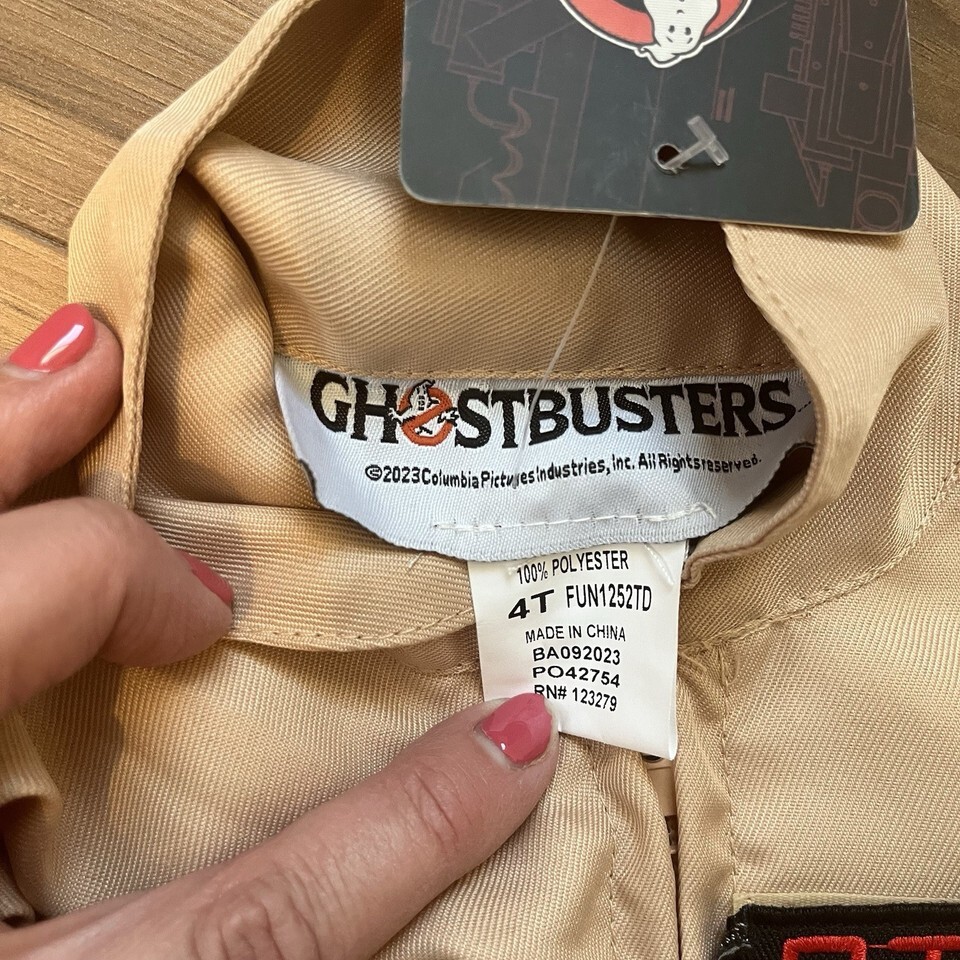 GHOSTBUSTERS
©2023 Columbia Pictures Industries, Inc. All Rights reserved.
100% POLYESTER
4T FUN1252TD
MADE IN CHINA
BA092023
PO42754
RN# 123279